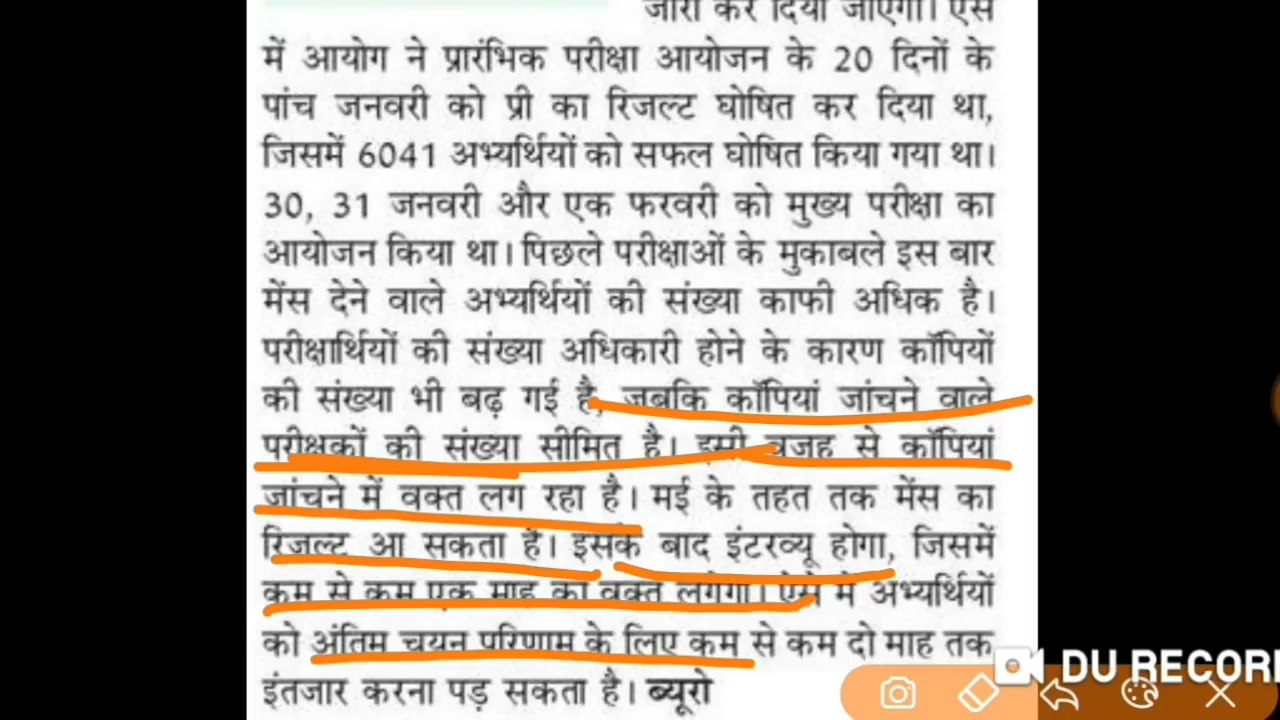 जारी कर दिया जाएगा। ऐसे
में आयोग ने प्रारंभिक परीक्षा आयोजन के 20 दिनों के
पांच जनवरी को प्री का रिजल्ट घोषित कर दिया था,
जिसमें 6041 अभ्यर्थियों को सफल घोषित किया गया था।
30, 31 जनवरी और एक फरवरी को मुख्य परीक्षा का
आयोजन किया था। पिछले परीक्षाओं के मुकाबले इस बार
मेंस देने वाले अभ्यर्थियों की संख्या काफी अधिक है।
परीक्षार्थियों की संख्या अधिकारी होने के कारण कॉपियों
की संख्या भी बढ़ गई है, जबकि कॉपियां जांचने वाले
परीक्षकों की संख्या सीमित है। इसी वजह से कॉपियां
जांचने में वक्त लग रहा है। मई के तहत तक मेंस का
रिजल्ट आ सकता है। इसके बाद इंटरव्यू होगा, जिसमें
कम से कम एक माह का वक्त लगेगा। ऐसे में अभ्यर्थियों
को अंतिम चयन परिणाम के लिए कम से कम दो माह तक
इंतजार करना पड़ सकता है। ब्यूरो
DU RECORD